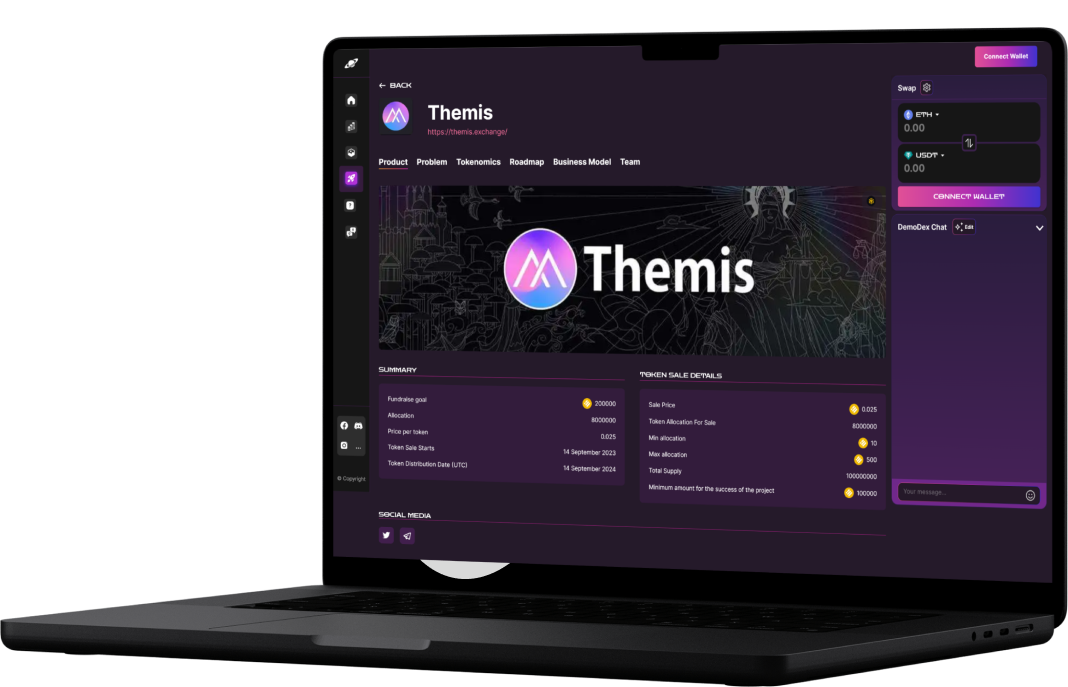 Connect Wallet
← BACK
Themis
https://themis.exchange/
Product Problem Tokenomics Roadmap Business Model Team
Themis
SUMMARY
Fundraise goal 200000
Allocation 8000000
Price per token 0.025
Token Sale Starts 14 September 2023
Token Distribution Date (UTC) 14 September 2024
TOKEN SALE DETAILS
Sale Price 0.025
Token Allocation For Sale 8000000
Min allocation 10
Max allocation 500
Total Supply 100000000
Minimum amount for the success of the project 100000
SOCIAL MEDIA
© Copyright
Swap
ETH
0.00
USDT
0.00
CONNECT WALLET
DemoDex Chat Edit
Your message...